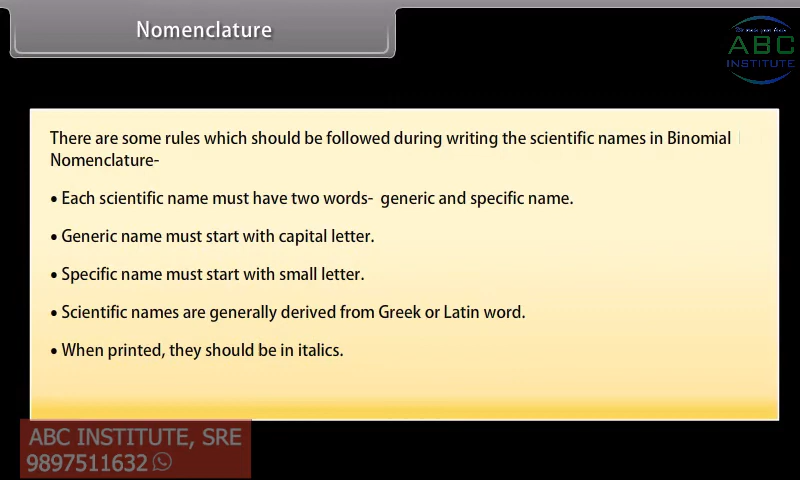 Nomenclature
ABC
INSTITUTE
There are some rules which should be followed during writing the scientific names in Binomial
Nomenclature-
• Each scientific name must have two words- generic and specific name.
• Generic name must start with capital letter.
• Specific name must start with small letter.
• Scientific names are generally derived from Greek or Latin word.
• When printed, they should be in italics.
ABC INSTITUTE, SRE
9897511632